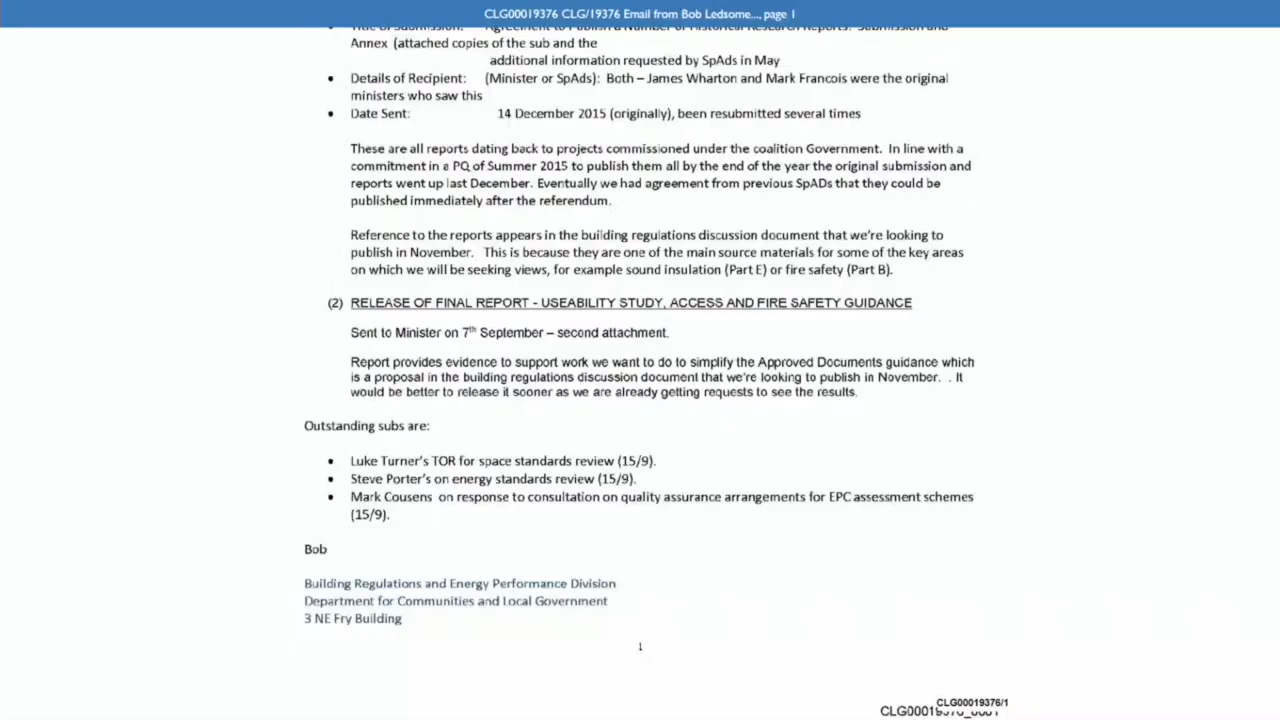 CLG00019376 CLG/19376 Email from Bob Ledsome..., page 1
Title of Submission: Agreement to Publish a Number of Historical Research Reports: Submission and
Annex (attached copies of the sub and the
additional information requested by SpAds in May
• Details of Recipient: (Minister or SpAds): Both – James Wharton and Mark Francois were the original
ministers who saw this
• Date Sent: 14 December 2015 (originally), been resubmitted several times
These are all reports dating back to projects commissioned under the coalition Government. In line with a
commitment in a PQ of Summer 2015 to publish them all by the end of the year the original submission and
reports went up last December. Eventually we had agreement from previous SpADs that they could be
published immediately after the referendum.
Reference to the reports appears in the building regulations discussion document that we're looking to
publish in November. This is because they are one of the main source materials for some of the key areas
on which we will be seeking views, for example sound insulation (Part E) or fire safety (Part B).
(2) RELEASE OF FINAL REPORT - USEABILITY STUDY, ACCESS AND FIRE SAFETY GUIDANCE
Sent to Minister on 7th September – second attachment.
Report provides evidence to support work we want to do to simplify the Approved Documents guidance which
is a proposal in the building regulations discussion document that we're looking to publish in November. . It
would be better to release it sooner as we are already getting requests to see the results.
Outstanding subs are:
• Luke Turner's TOR for space standards review (15/9).
• Steve Porter's on energy standards review (15/9).
• Mark Cousens on response to consultation on quality assurance arrangements for EPC assessment schemes
(15/9).
Bob
Building Regulations and Energy Performance Division
Department for Communities and Local Government
3 NE Fry Building
1
CLG00019376/1
CLG00019376_0001